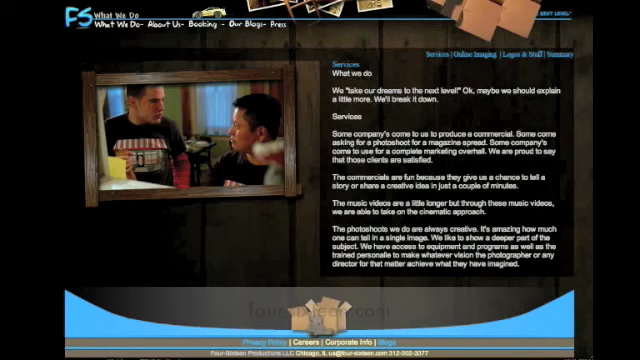 FS What We Do
What We Do- About Us- Booking - Our Blogs- Press
NEXT LEVEL"
Services | Online Imaging | Logos & Stuff | Summary
Services
What we do
We "take our dreams to the next level!" Ok, maybe we should explain
a little more. We'll break it down.
Services
Some company's come to us to produce a commercial. Some come
asking for a photoshoot for a magazine spread. Some company's
come to use for a complete marketing overhall. We are proud to say
that those clients are satisfied.
The commercials are fun because they give us a chance to tell a
story or share a creative idea in just a couple of minutes.
The music videos are a little longer but through these music videos,
we are able to take on the cinematic approach.
The photoshoots we do are always creative. It's amazing how much
one can tell in a single image. We like to show a deeper part of the
subject. We have access to equipment and programs as well as the
trained personalle to make whatever vision the photographer or any
director for that matter achieve what they have imagined.
four-sixteen.com
Privacy Policy | Careers | Corporate Info | Blogs
Four-Sixteen Productions LLC Chicago, IL us@four-sixteen.com 312-502-3377